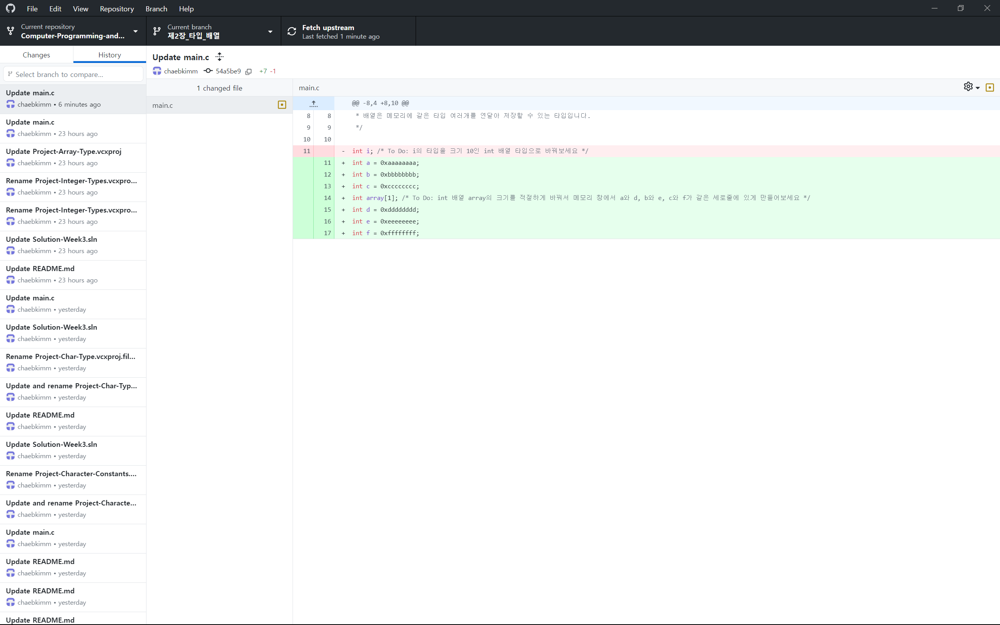 File Edit View Repository Branch Help
Current repository
Computer-Programming-and...
Current branch
제2장_타입_배열
Fetch upstream
Last fetched 1 minute ago
Changes
History
Select branch to compare...
Update main.c
chaebkimm • 6 minutes ago
Update main.c
chaebkimm • 23 hours ago
Update Project-Array-Type.vcxproj
chaebkimm • 23 hours ago
Rename Project-Integer-Types.vcxpro...
chaebkimm • 23 hours ago
Rename Project-Integer-Types.vcxpro...
chaebkimm • 23 hours ago
Update Solution-Week3.sln
chaebkimm • 23 hours ago
Update README.md
chaebkimm • 23 hours ago
Update main.c
chaebkimm • yesterday
Update Solution-Week3.sln
chaebkimm • yesterday
Rename Project-Char-Type.vcxproj.fil...
chaebkimm • yesterday
Update and rename Project-Char-Typ...
chaebkimm • yesterday
Update README.md
chaebkimm • yesterday
Update Solution-Week3.sln
chaebkimm • yesterday
Rename Project-Character-Constants....
chaebkimm • yesterday
Update and rename Project-Characte...
chaebkimm • yesterday
Update main.c
chaebkimm • yesterday
Update README.md
chaebkimm • yesterday
Update README.md
chaebkimm • yesterday
Update README.md
Update main.c
chaebkimm 54a5be9 +7 -1
1 changed file
main.c
main.c
@@ -8,4 +8,10 @@
8 8 * 배열은 메모리에 같은 타입 여러개를 연달아 저장할 수 있는 타입입니다.
9 9 */
10 10
11 - int i; /* To Do: i의 타입을 크기 10인 int 배열 타입으로 바꿔보세요 */
11 + int a = 0xaaaaaaaa;
12 + int b = 0xbbbbbbbb;
13 + int c = 0xcccccccc;
14 + int array[1]; /* To Do: int 배열 array의 크기를 적절하게 바꿔서 메모리 창에서 a와 d, b와 e, c와 f가 같은 세로줄에 있게 만들어보세요 */
15 + int d = 0xdddddddd;
16 + int e = 0xeeeeeeee;
17 + int f = 0xffffffff;